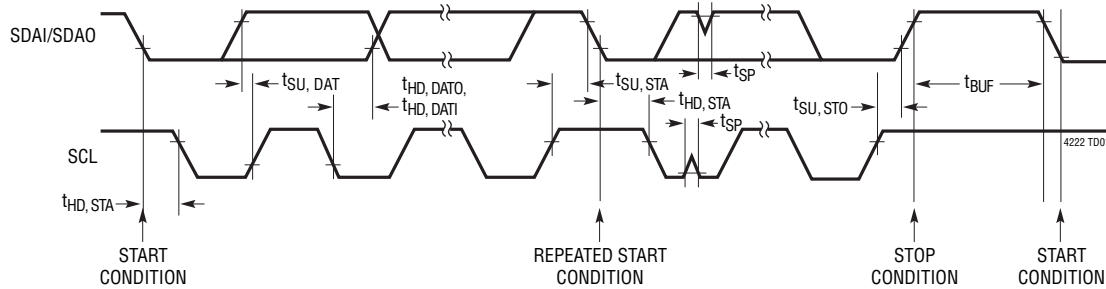 SDAI/SDAO
tSU, DAT
tHD, DATO,
tHD, DATI
tSU, STA
tHD, STA
tSP
tSP
tSU, STO
tBUF
SCL
4222 TD0
tHD, STA
START
CONDITION
REPEATED START
CONDITION
STOP
CONDITION
START
CONDITION